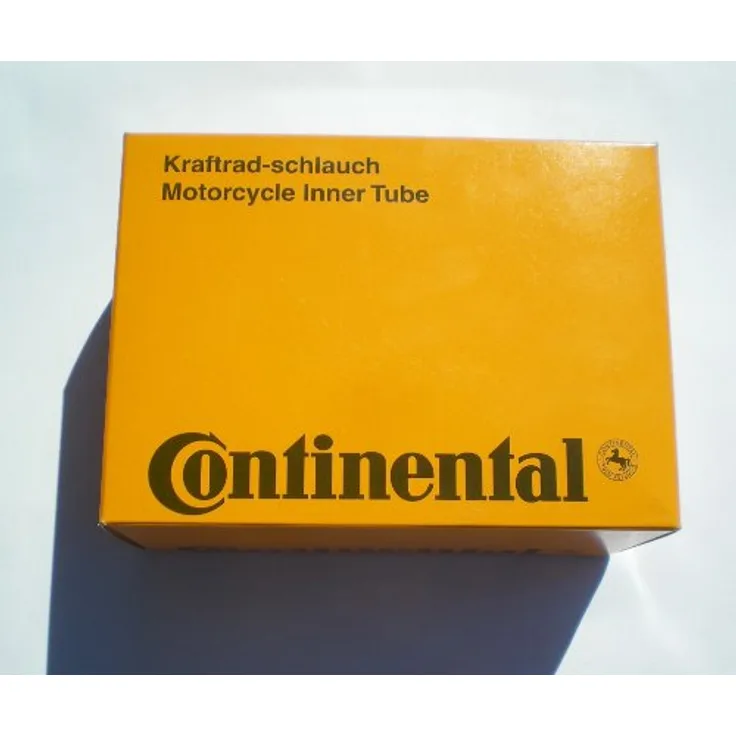 Kraftrad-schlauch
Motorcycle Inner Tube
Continental